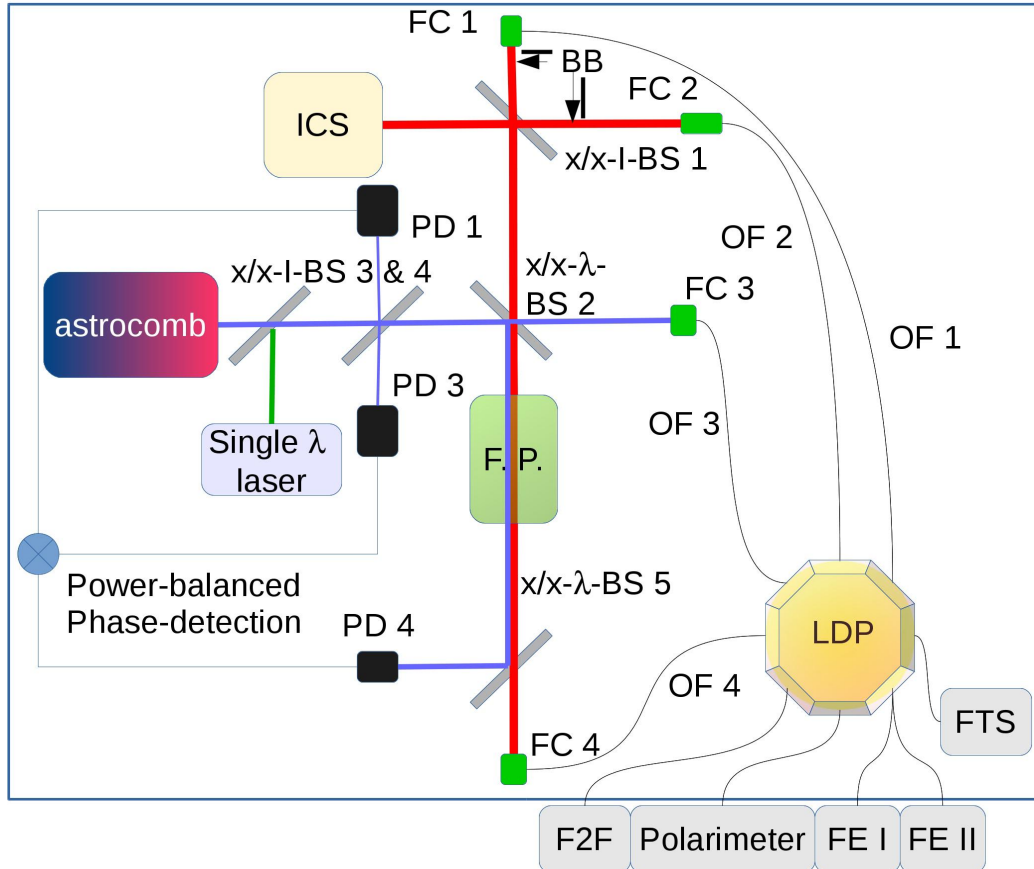 FC 1
BB
FC 2
ICS
x/x-I-BS 1
PD 1
OF 2
x/x-I-BS 3 & 4
x/x-λ-
BS 2
FC 3
astrocomb
OF 1
PD 3
OF 3
Single λ
laser
F. P.
Power-balanced
Phase-detection
x/x-λ-BS 5
PD 4
LDP
OF 4
FTS
FC 4
F2F
Polarimeter
FE I
FE II